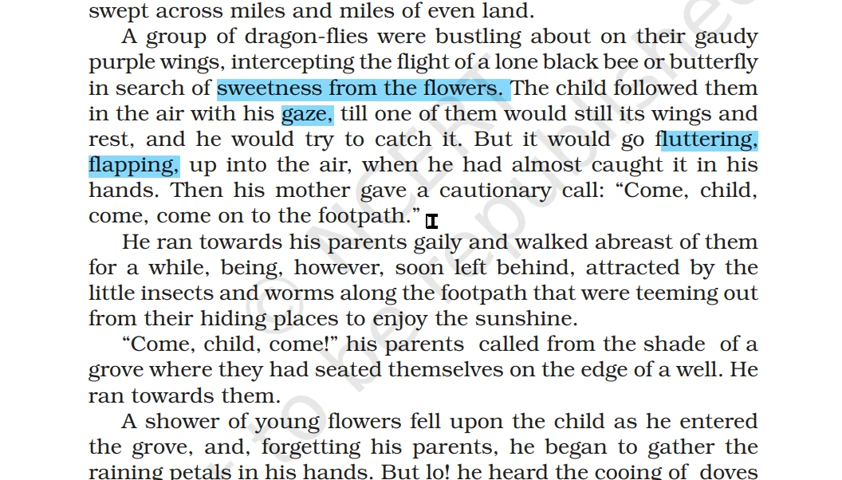 swept across miles and miles of even land.
A group of dragon-flies were bustling about on their gaudy
purple wings, intercepting the flight of a lone black bee or butterfly
in search of sweetness from the flowers. The child followed them
in the air with his gaze, till one of them would still its wings and
rest, and he would try to catch it. But it would go fluttering,
flapping, up into the air, when he had almost caught it in his
hands. Then his mother gave a cautionary call: “Come, child,
come, come on to the footpath.”
He ran towards his parents gaily and walked abreast of them
for a while, being, however, soon left behind, attracted by the
little insects and worms along the footpath that were teeming out
from their hiding places to enjoy the sunshine.
“Come, child, come!” his parents called from the shade of a
grove where they had seated themselves on the edge of a well. He
ran towards them.
A shower of young flowers fell upon the child as he entered
the grove, and, forgetting his parents, he began to gather the
raining petals in his hands. But lo! he heard the cooing of doves
© NCERT
not to be republished